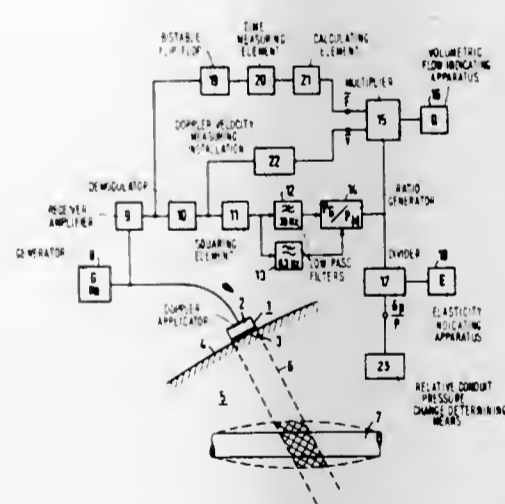 BISTABLE
FLIP FLOP
TIME
MEASURING
ELEMENT
CALCULATING
ELEMENT
VOLUMETRIC
FLOW INDICATING
APPARATUS
MULTIPLIER
19
20
21
15
16
Q
DOPPLER VELOCITY
MEASURING
INSTALLATION
22
V
DEMODULATOR
RECEIVER
AMPLIFIER
9
10
11
12
14
RATIO
GENERATOR
SQUARING
ELEMENT
13
LOW PASS
FILTERS
GENERATOR
8
G
DIVIDER
18
17
E
ELASTICITY
INDICATING
APPARATUS
DOPPLER
APPLICATOR
2
1
3
4
6
5
7
23
RELATIVE CONDUIT
PRESSURE
CHANGE DETERMINING
MEANS